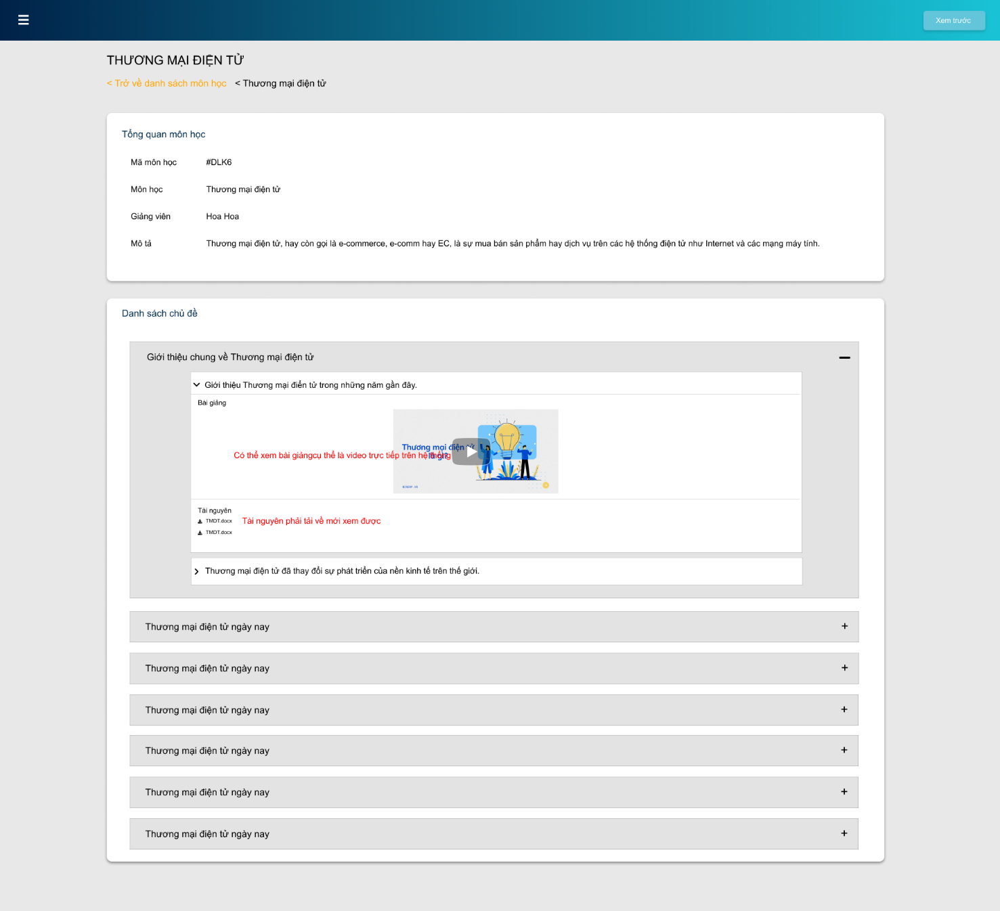 Xem trước
THƯƠNG MẠI ĐIỆN TỬ
< Trở về danh sách môn học < Thương mại điện tử
Tổng quan môn học
Mã môn học #DLK6
Môn học Thương mại điện tử
Giảng viên Hoa Hoa
Mô tả Thương mại điện tử, hay còn gọi là e-commerce, e-comm hay EC, là sự mua bán sản phẩm hay dịch vụ trên các hệ thống điện tử như Internet và các mạng máy tính.
Danh sách chủ đề
Giới thiệu chung về Thương mại điện tử
Giới thiệu Thương mại điển tử trong những năm gần đây.
Bài giảng
Thương mại điện tử
là gì?
Có thể xem bài giảngcụ thể là video trực tiếp trên hệ thống
Tài nguyên
TMDT.docx Tài nguyên phải tải về mới xem được
TMDT.docx
Thương mại điện tử đã thay đổi sự phát triển của nền kinh tế trên thế giới.
Thương mại điện tử ngày nay +
Thương mại điện tử ngày nay +
Thương mại điện tử ngày nay +
Thương mại điện tử ngày nay +
Thương mại điện tử ngày nay +
Thương mại điện tử ngày nay +